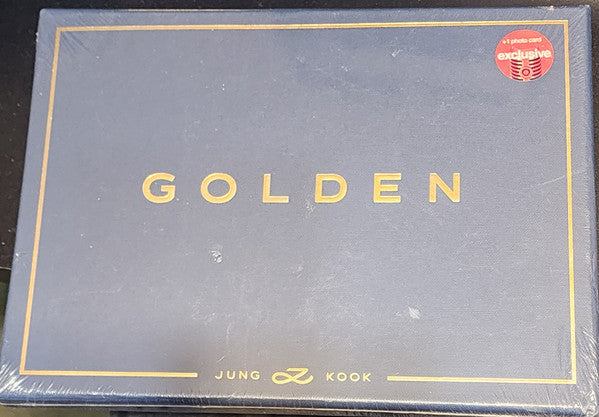 +1 photo card
exclusive
GOLDEN
JUNG KOOK